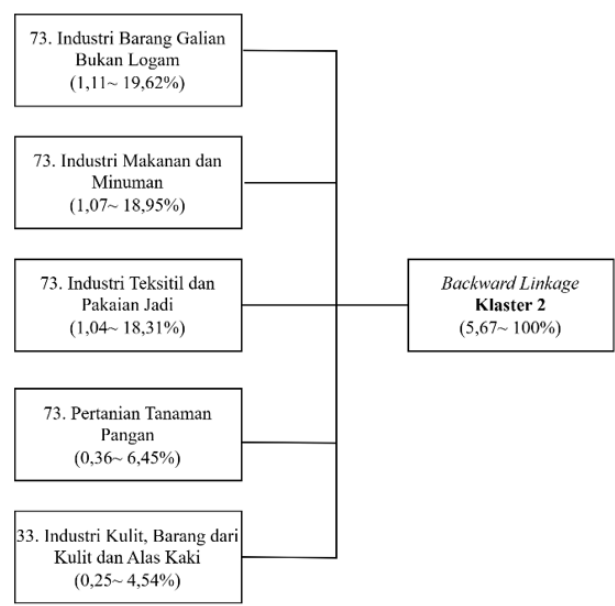 73. Industri Barang Galian
Bukan Logam
(1,11~ 19,62%)
73. Industri Makanan dan
Minuman
(1,07~ 18,95%)
73. Industri Teksitil dan
Pakaian Jadi
(1,04~ 18,31%)
73. Pertanian Tanaman
Pangan
(0,36~ 6,45%)
33. Industri Kulit, Barang dari
Kulit dan Alas Kaki
(0,25~ 4,54%)
Backward Linkage
Klaster 2
(5,67~ 100%)